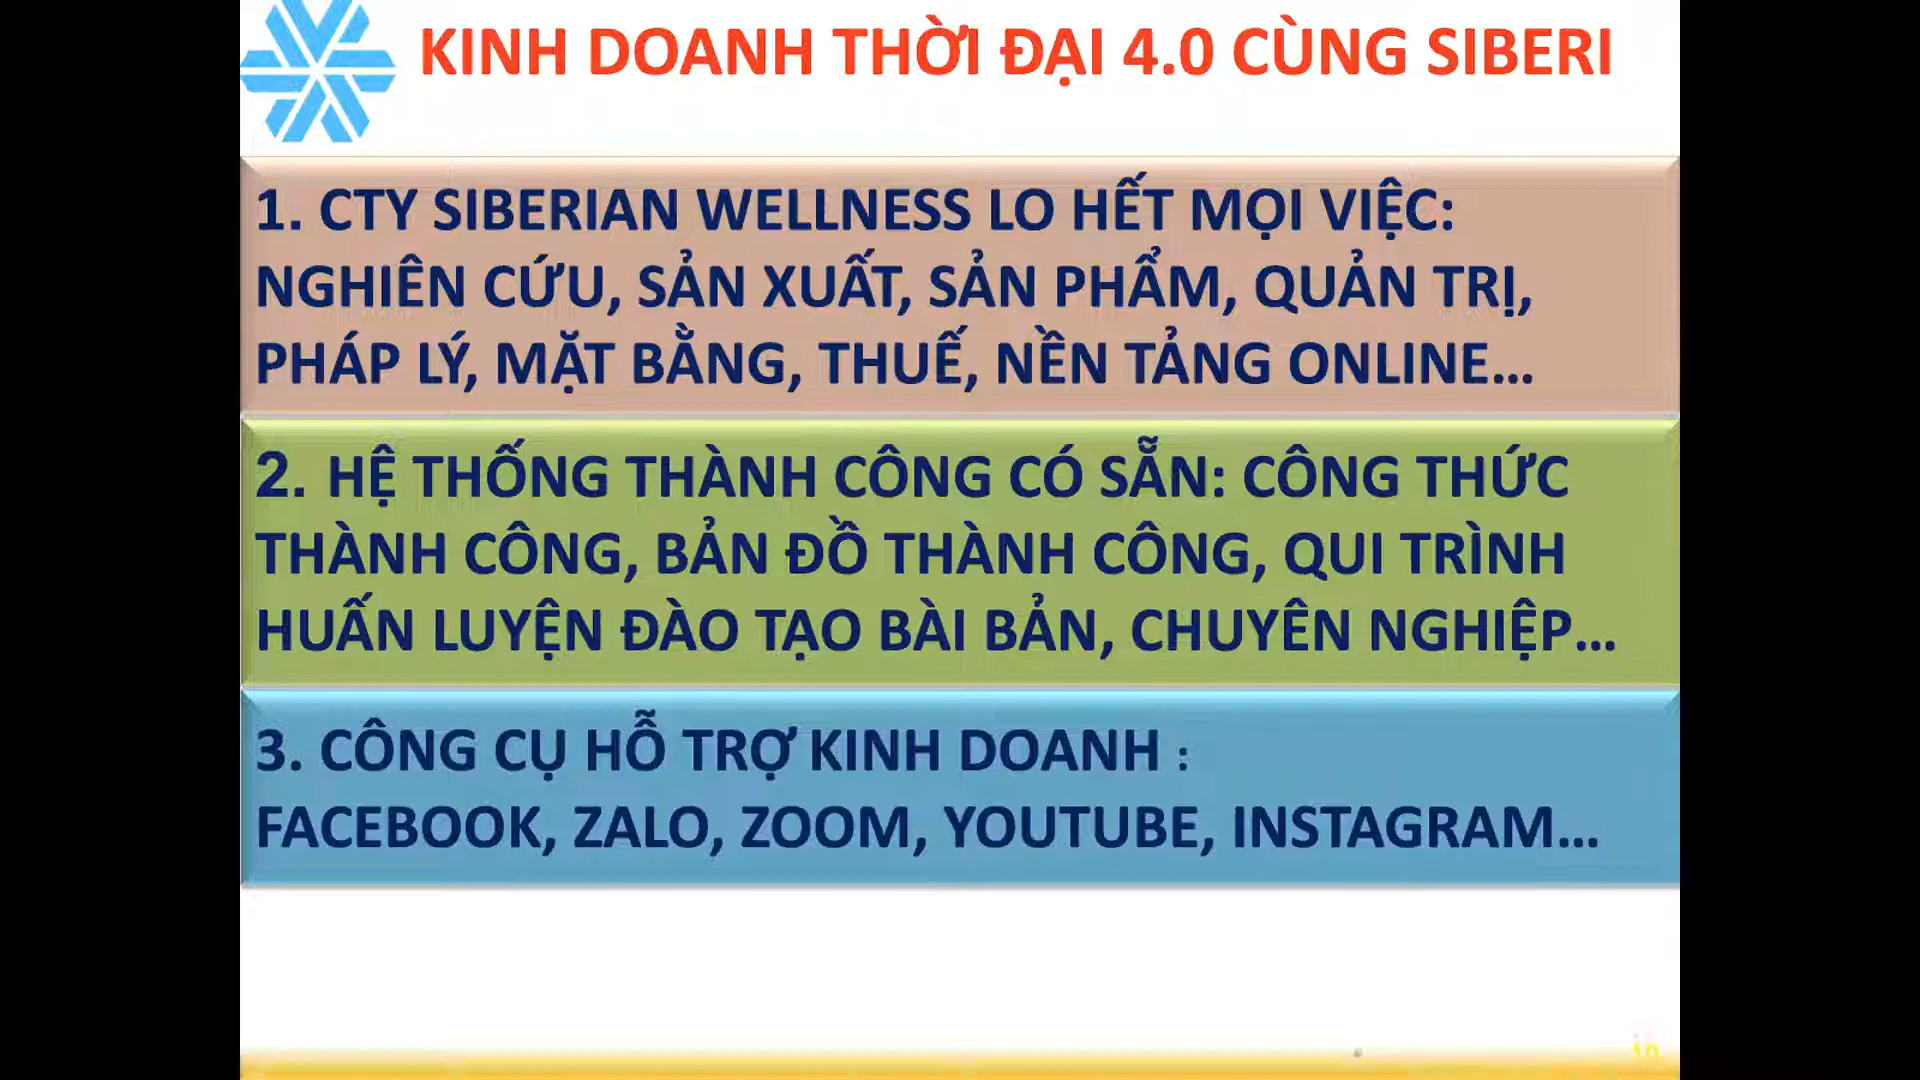 KINH DOANH THỜI ĐẠI 4.0 CÙNG SIBERI
1. CTY SIBERIAN WELLNESS LO HẾT MỌI VIỆC:
NGHIÊN CỨU, SẢN XUẤT, SẢN PHẨM, QUẢN TRỊ,
PHÁP LÝ, MẶT BẰNG, THUẾ, NỀN TẢNG ONLINE...
2. HỆ THỐNG THÀNH CÔNG CÓ SẴN: CÔNG THỨC
THÀNH CÔNG, BẢN ĐỒ THÀNH CÔNG, QUI TRÌNH
HUẤN LUYỆN ĐÀO TẠO BÀI BẢN, CHUYÊN NGHIỆP...
3. CÔNG CỤ HỖ TRỢ KINH DOANH :
FACEBOOK, ZALO, ZOOM, YOUTUBE, INSTAGRAM...